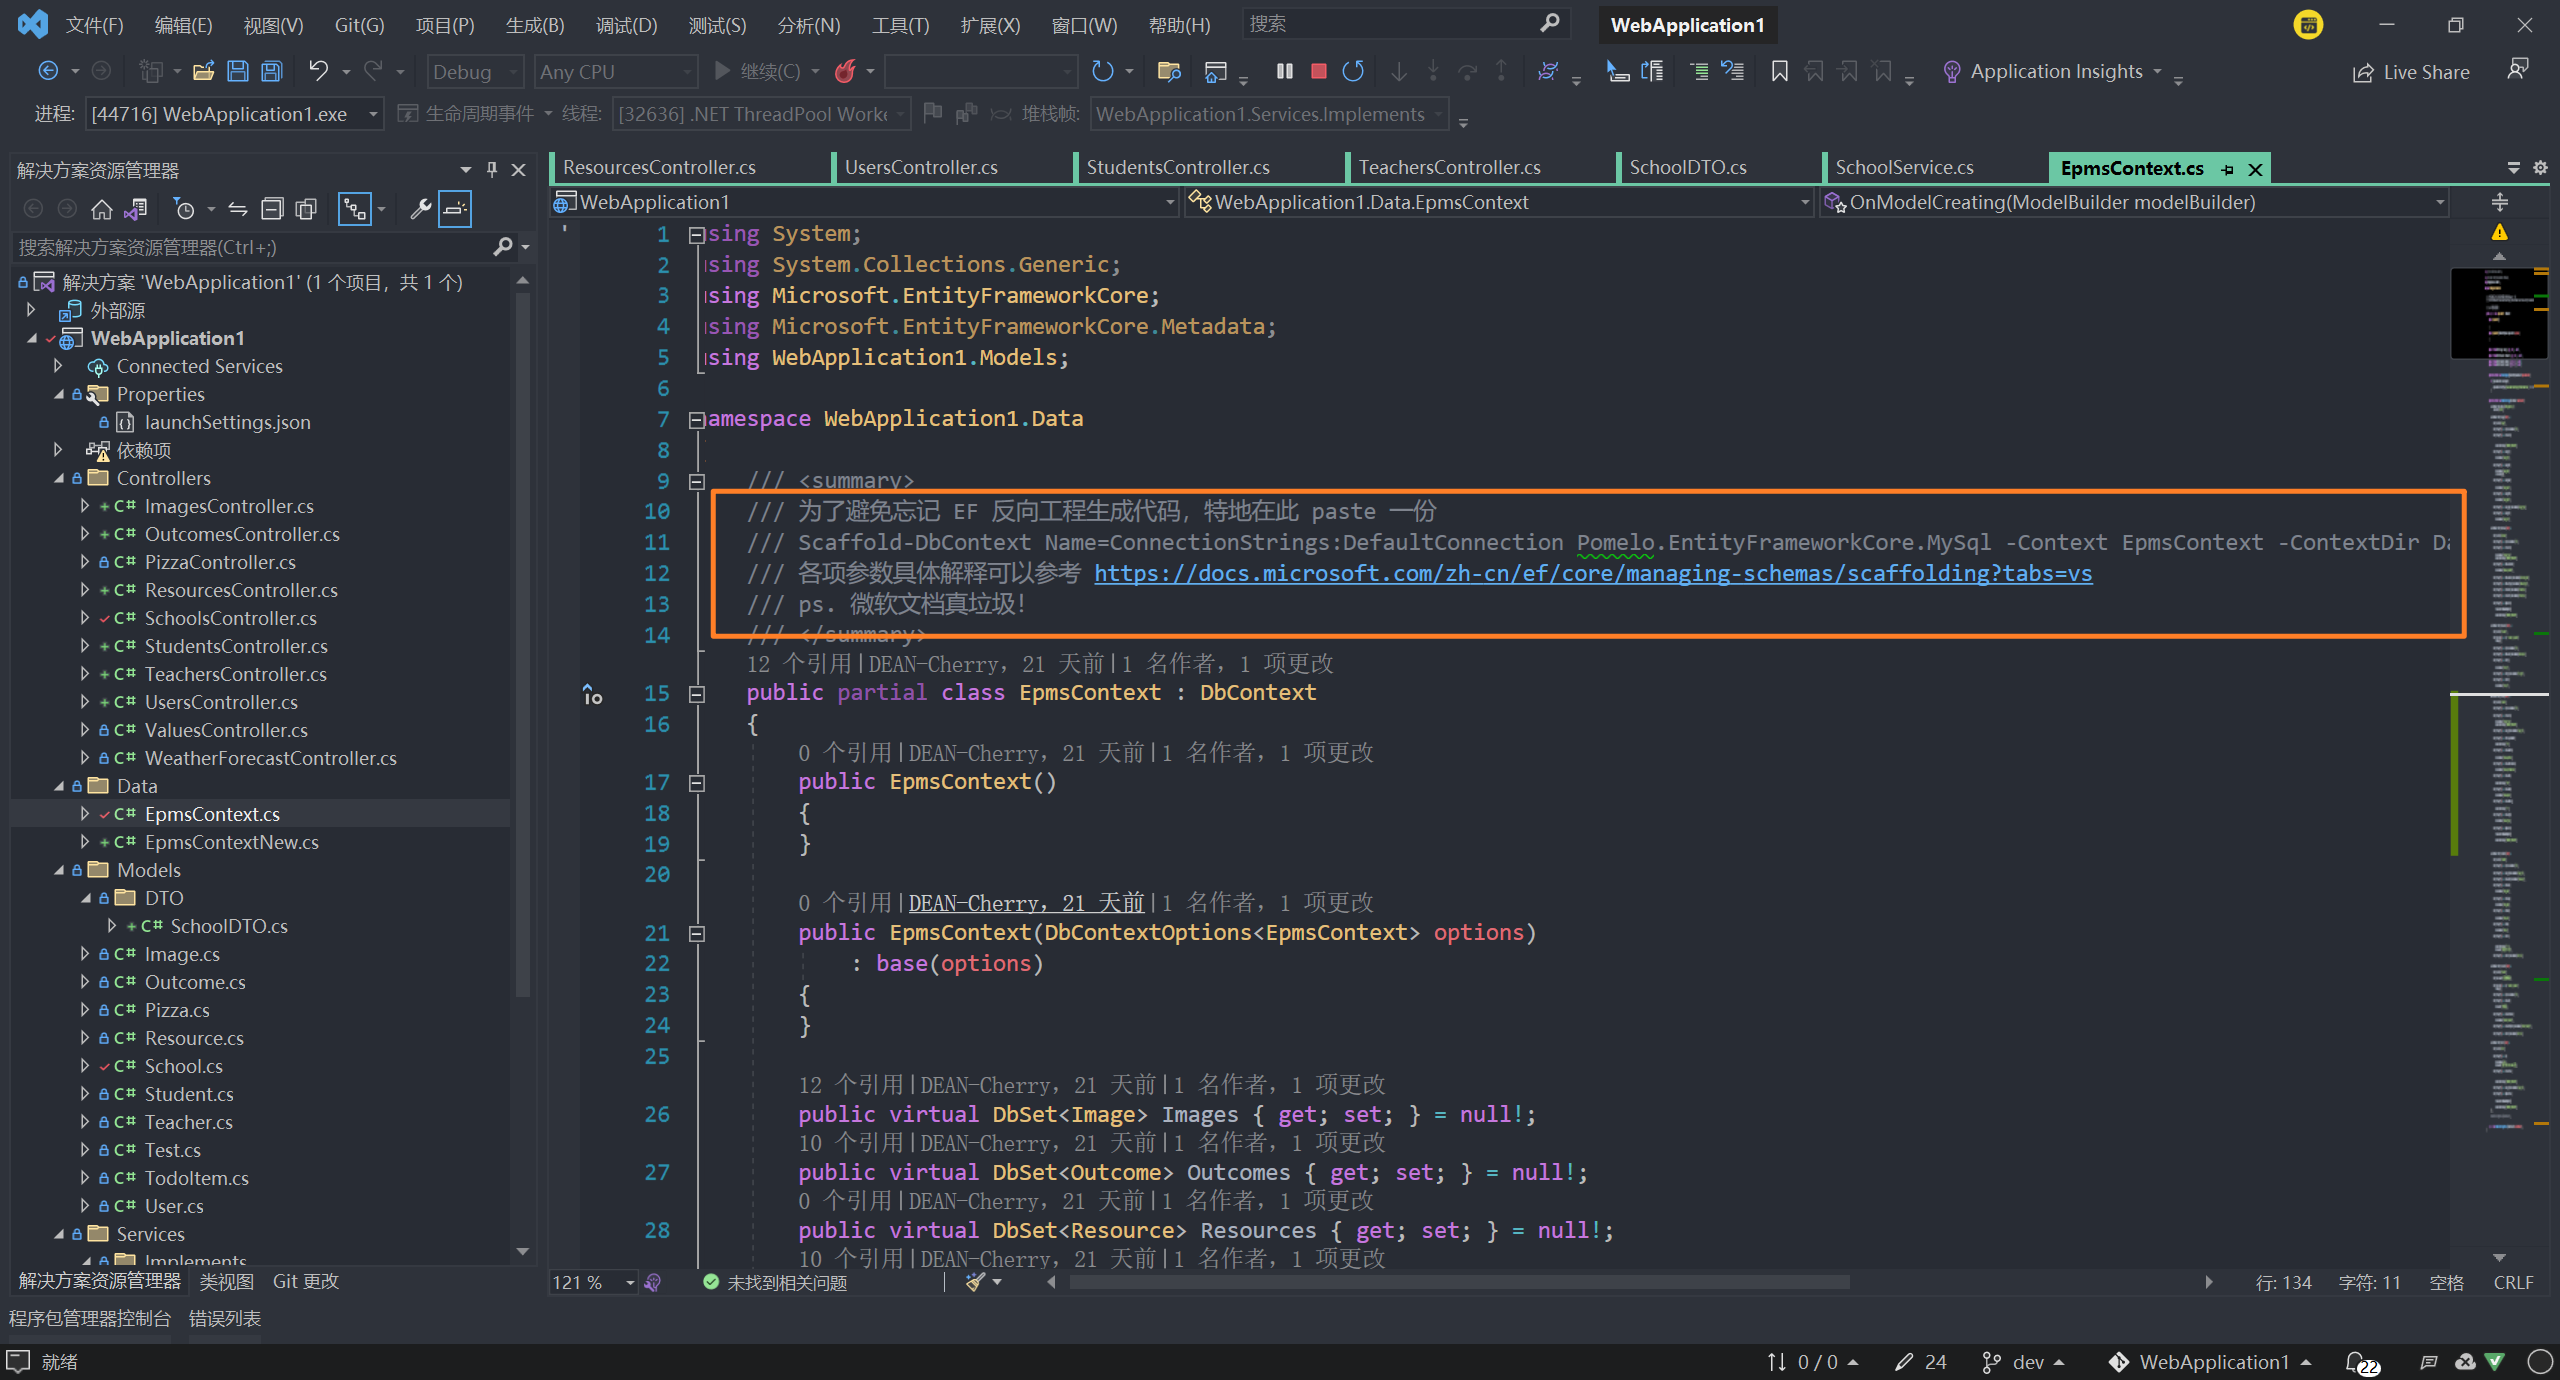 文件(F) 编辑(E) 视图(V) Git(G) 项目(P) 生成(B) 调试(D) 测试(S) 分析(N) 工具(T) 扩展(X) 窗口(W) 帮助(H) 搜索 WebApplication1
Debug Any CPU 继续(C) Application Insights Live Share
进程: [44716] WebApplication1.exe 生命周期事件 线程: [32636] .NET ThreadPool Worke 堆栈帧: WebApplication1.Services.Implements
解决方案资源管理器
搜索解决方案资源管理器(Ctrl+;)
解决方案 'WebApplication1' (1 个项目，共 1 个)
外部源
WebApplication1
Connected Services
Properties
launchSettings.json
依赖项
Controllers
C# ImagesController.cs
C# OutcomesController.cs
C# PizzaController.cs
C# ResourcesController.cs
C# SchoolsController.cs
C# StudentsController.cs
C# TeachersController.cs
C# UsersController.cs
C# ValuesController.cs
C# WeatherForecastController.cs
Data
C# EpmsContext.cs
C# EpmsContextNew.cs
Models
DTO
C# SchoolDTO.cs
C# Image.cs
C# Outcome.cs
C# Pizza.cs
C# Resource.cs
C# School.cs
C# Student.cs
C# Teacher.cs
C# Test.cs
C# TodoItem.cs
C# User.cs
Services
Implements
解决方案资源管理器 类视图 Git 更改
ResourcesController.cs UsersController.cs StudentsController.cs TeachersController.cs SchoolDTO.cs SchoolService.cs EpmsContext.cs
WebApplication1 WebApplication1.Data.EpmsContext OnModelCreating(ModelBuilder modelBuilder)
1 sing System;
2 sing System.Collections.Generic;
3 sing Microsoft.EntityFrameworkCore;
4 sing Microsoft.EntityFrameworkCore.Metadata;
5 sing WebApplication1.Models;
6
7 amespace WebApplication1.Data
8
9 /// <summary>
10 /// 为了避免忘记 EF 反向工程生成代码，特地在此 paste 一份
11 /// Scaffold-DbContext Name=ConnectionStrings:DefaultConnection Pomelo.EntityFrameworkCore.MySql -Context EpmsContext -ContextDir Da
12 /// 各项参数具体解释可以参考 https://docs.microsoft.com/zh-cn/ef/core/managing-schemas/scaffolding?tabs=vs
13 /// ps. 微软文档真垃圾！
14 /// </summary>
12 个引用|DEAN-Cherry，21 天前|1 名作者，1 项更改
15 public partial class EpmsContext : DbContext
16 {
0 个引用|DEAN-Cherry，21 天前|1 名作者，1 项更改
17 public EpmsContext()
18 {
19 }
20
0 个引用|DEAN-Cherry，21 天前|1 名作者，1 项更改
21 public EpmsContext(DbContextOptions<EpmsContext> options)
22 : base(options)
23 {
24 }
25
12 个引用|DEAN-Cherry，21 天前|1 名作者，1 项更改
26 public virtual DbSet<Image> Images { get; set; } = null!;
10 个引用|DEAN-Cherry，21 天前|1 名作者，1 项更改
27 public virtual DbSet<Outcome> Outcomes { get; set; } = null!;
0 个引用|DEAN-Cherry，21 天前|1 名作者，1 项更改
28 public virtual DbSet<Resource> Resources { get; set; } = null!;
10 个引用|DEAN-Cherry，21 天前|1 名作者，1 项更改
121 % 未找到相关问题 行: 134 字符: 11 空格 CRLF
程序包管理器控制台 错误列表
就绪 0 / 0 24 dev WebApplication1 22